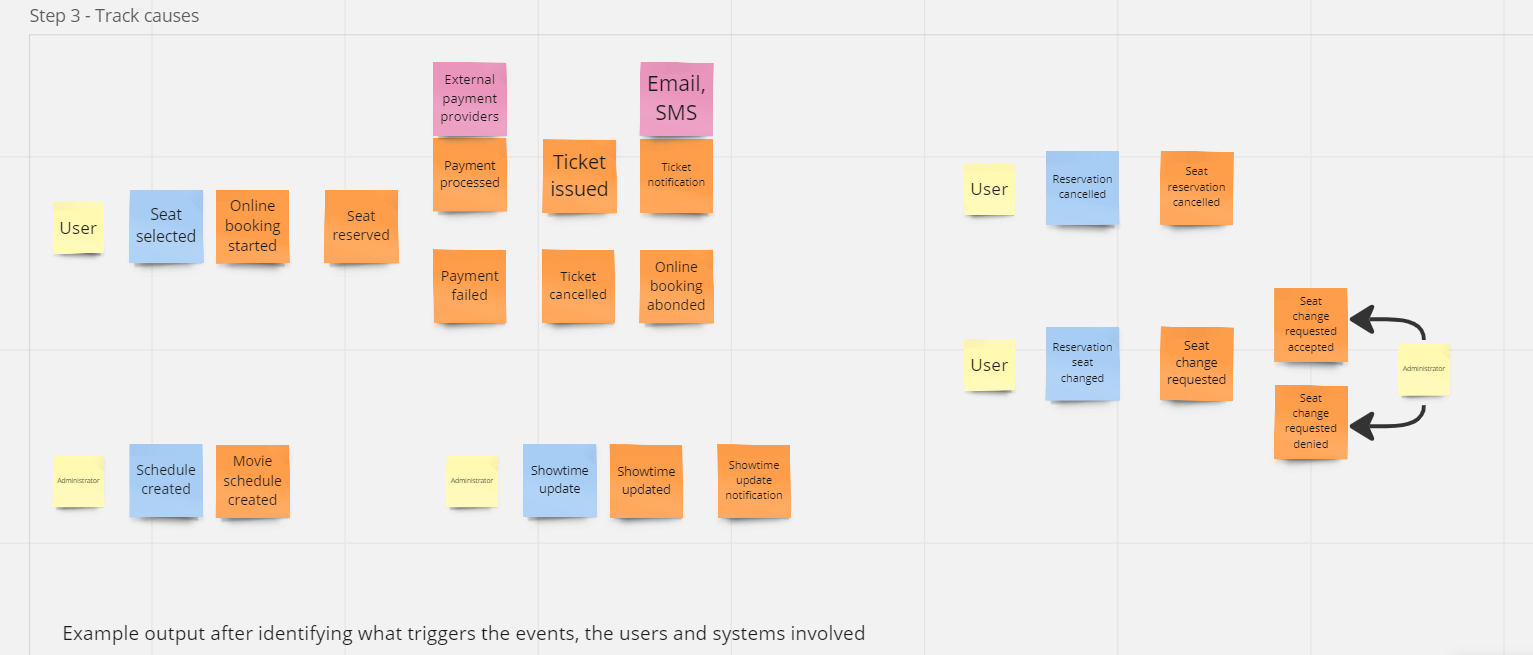 Step 3 - Track causes
External
payment
providers
Email,
SMS
Payment
processed
Ticket
issued
Ticket
notification
User
Seat
selected
Online
booking
started
Seat
reserved
Payment
failed
Ticket
cancelled
Online
booking
abonded
User
Reservation
cancelled
Seat
reservation
cancelled
User
Reservation
seat
changed
Seat
change
requested
Seat
change
requested
accepted
Administrator
Seat
change
requested
denied
Administrator
Schedule
created
Movie
schedule
created
Administrator
Showtime
update
Showtime
updated
Showtime
update
notification
Example output after identifying what triggers the events, the users and systems involved